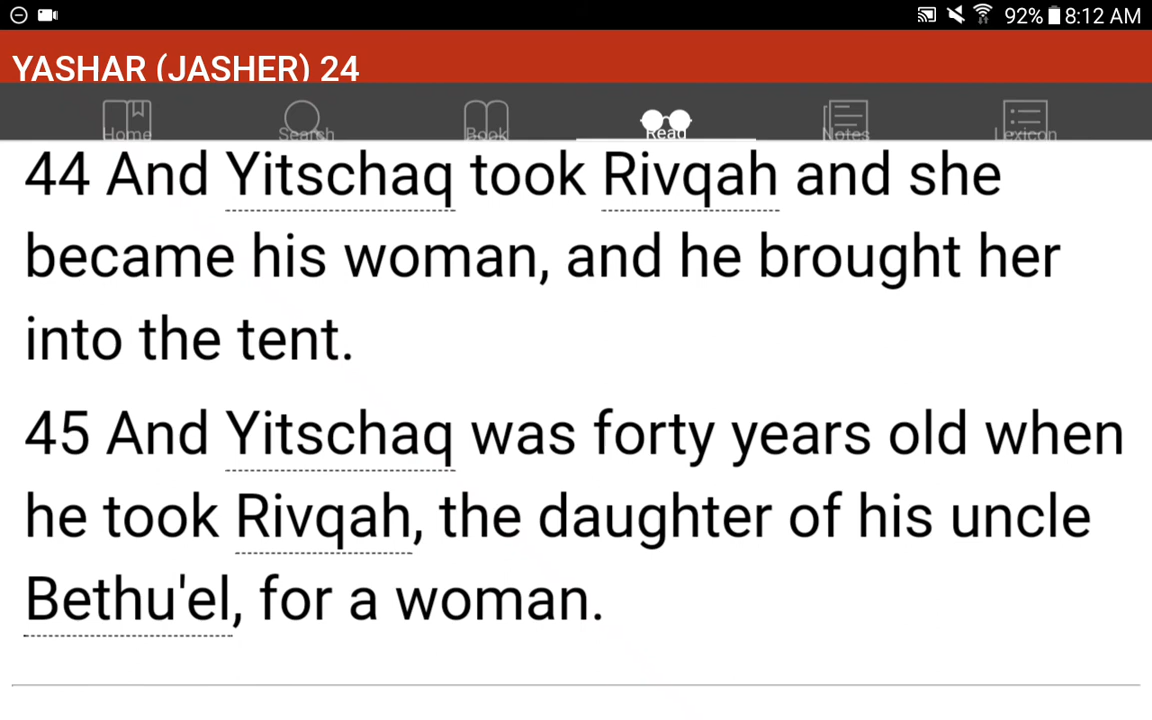 92% 8:12 AM
YASHAR (JASHER) 24
Home Search Book Read Notes Lexicon
44 And Yitschaq took Rivqah and she
became his woman, and he brought her
into the tent.
45 And Yitschaq was forty years old when
he took Rivqah, the daughter of his uncle
Bethu'el, for a woman.